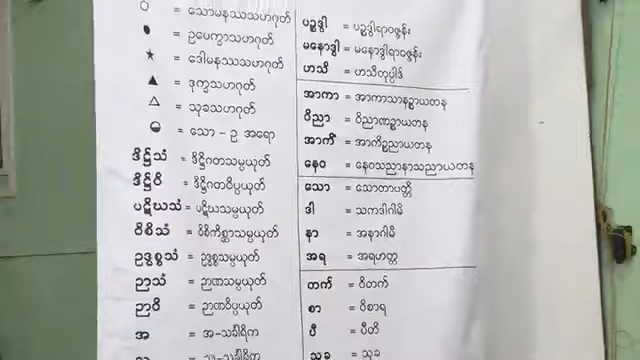 ○ = သောမနဿသဟဂုတ်
● = ဥပေက္ခာသဟဂုတ်
★ = ဒေါမနဿသဟဂုတ်
▲ = ဒုက္ခသဟဂုတ်
△ = သုခသဟဂုတ်
= သော – ဥ အရော
ဒိဋ္ဌိသံ = ဒိဋ္ဌိဂတသမ္ပယုတ်
ဒိဋ္ဌိဝိ = ဒိဋ္ဌိဂတဝိပ္ပယုတ်
ပဋိဃသံ = ပဋိဃသမ္ပယုတ်
ဝိစိသံ = ဝိစိကိစ္ဆာသမ္ပယုတ်
ဥဒ္ဓစ္စသံ = ဥဒ္ဓစ္စသမ္ပယုတ်
ညာသံ = ဉာဏသမ္ပယုတ်
ညာဝိ = ဉာဏဝိပ္ပယုတ်
အ = အ-သင်္ခါရိက
သ = သ-သင်္ခါရိက
ပဉ္စဒွါ = ပဉ္စဒွါရာဝဇ္ဇန်း
မနောဒွါ = မနောဒွါရာဝဇ္ဇန်း
ဟသိ = ဟသိတုပ္ပါဒ်
အာကာ = အာကာသာနဉ္စာယတန
ဝိညာ = ဝိညာဏဉ္စာယတန
အာကိံ = အာကိဉ္စညာယတန
နေဝ = နေဝသညာနာသညာယတန
သော = သောတာပတ္တိ
ဒါ = သကဒါဂါမိ
နာ = အနာဂါမိ
အရ = အရဟတ္တ
တက် = ဝိတက်
စာ = ဝိစာရ
ပီ = ပီတိ
သုခ = သုခ